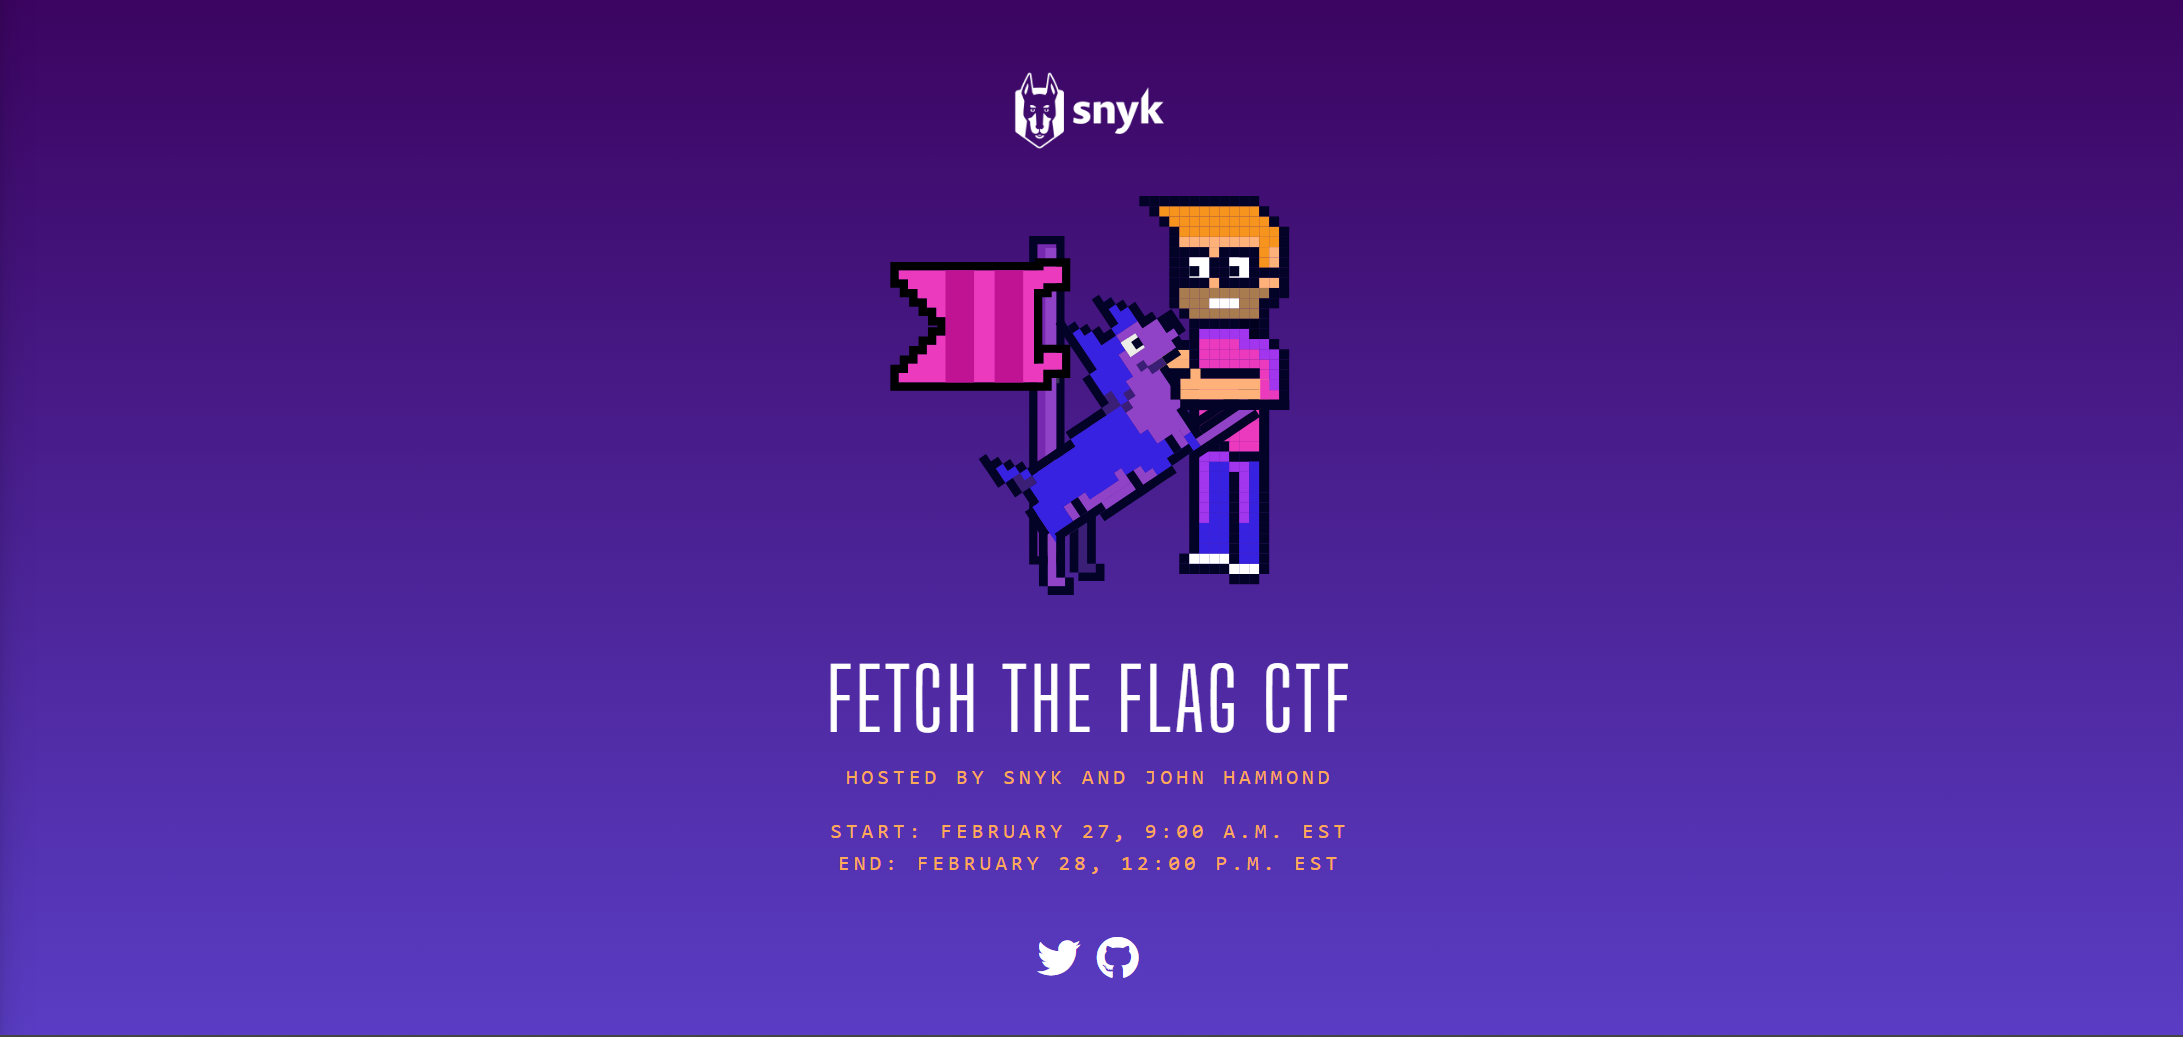 snyk
FETCH THE FLAG CTF
HOSTED BY SNYK AND JOHN HAMMOND
START: FEBRUARY 27, 9:00 A.M. EST
END: FEBRUARY 28, 12:00 P.M. EST